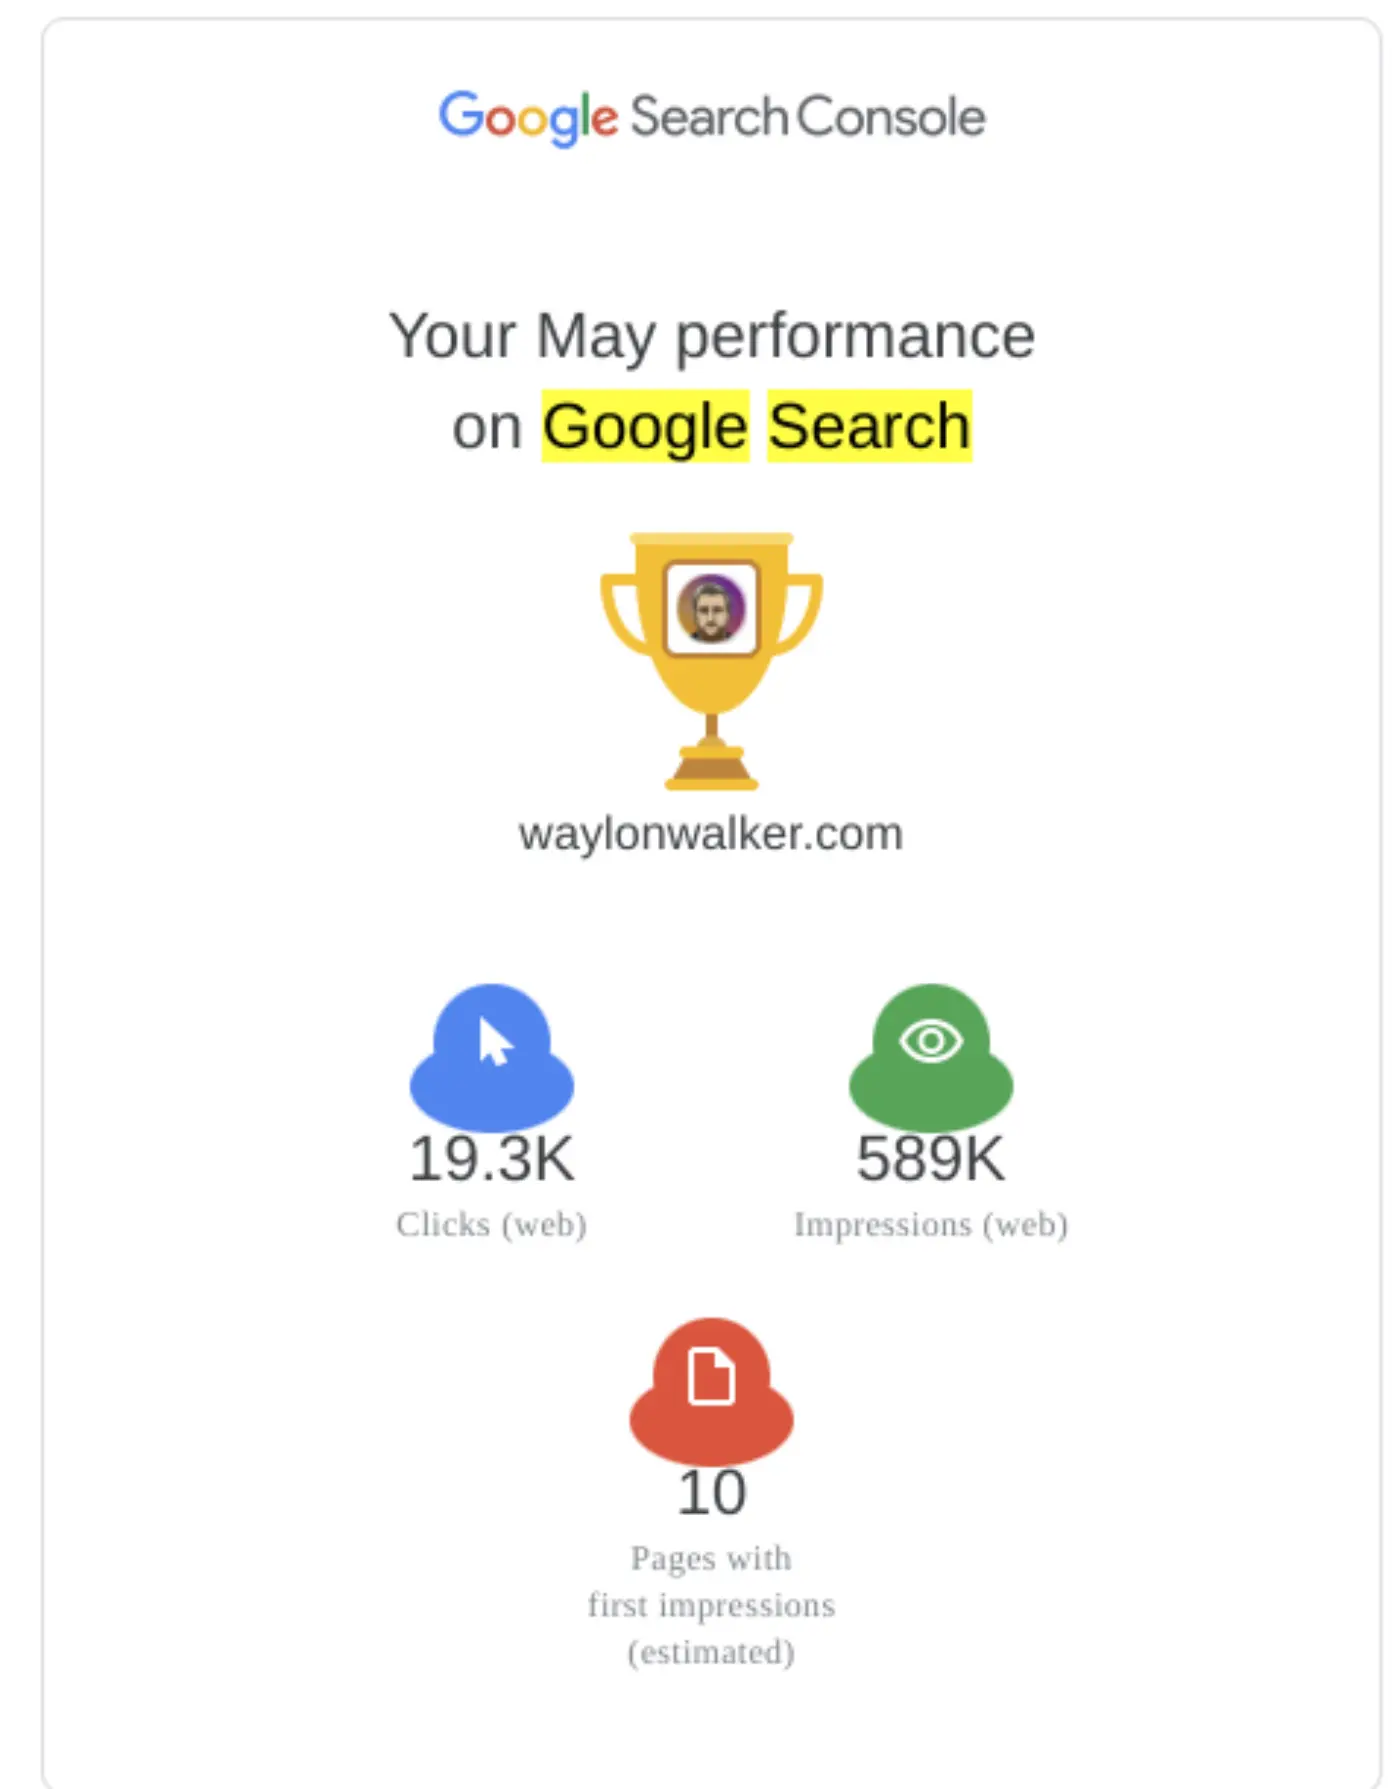 Google Search Console
Your May performance
on Google Search
waylonwalker.com
19.3K
Clicks (web)
589K
Impressions (web)
10
Pages with
first impressions
(estimated)